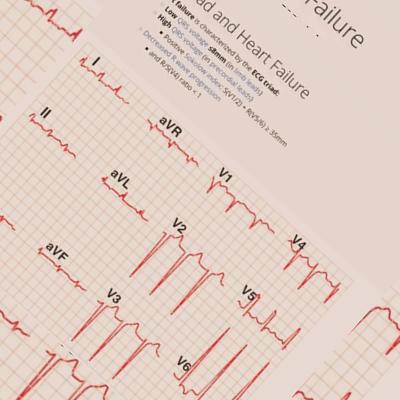 Failure
ad and Heart Failure
failure is characterized by the ECG triad:
Low QRS voltage ≤8mm (in limb leads)
High QRS voltage (in precordial leads)
Positive Sokolow index: S(V1/2) + R(V5/6) ≥ 35mm
Decreased R wave progression
and R/S(V4) ratio < 1
I
II
aVR
aVL
V1
V4
V2
aVF
V5
V3
V6